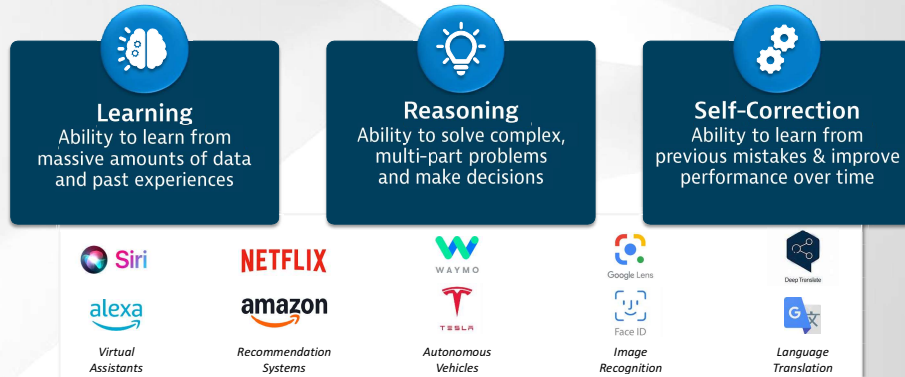 Learning
Ability to learn from
massive amounts of data
and past experiences
Reasoning
Ability to solve complex,
multi-part problems
and make decisions
Self-Correction
Ability to learn from
previous mistakes & improve
performance over time
Siri
NETFLIX
WAYMO
Google Lens
Deep Translate
alexa
amazon
TESLA
Face ID
G 文
Virtual
Assistants
Recommendation
Systems
Autonomous
Vehicles
Image
Recognition
Language
Translation